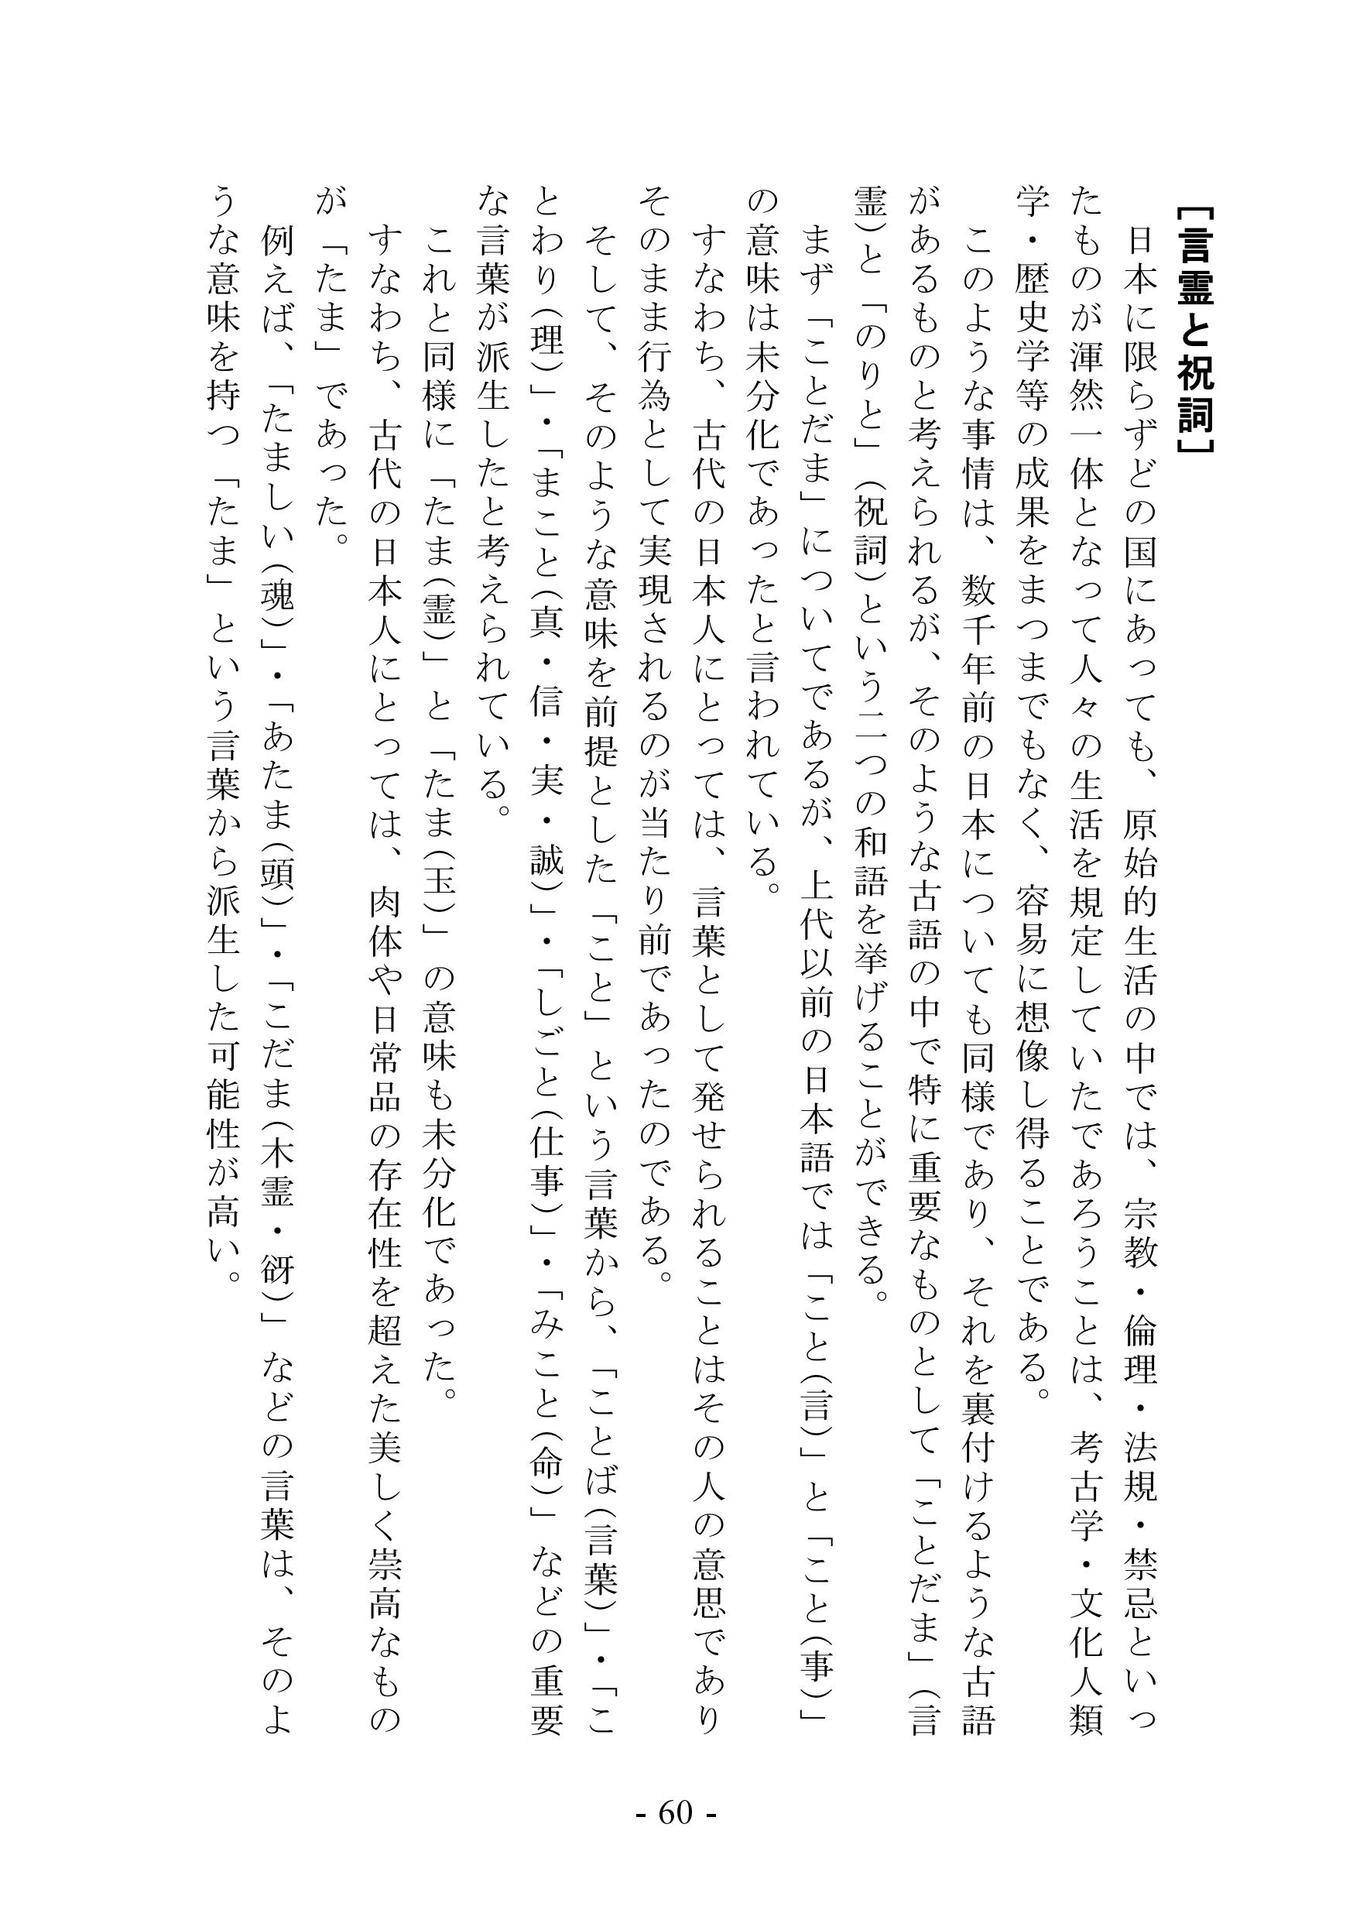 ［言霊と祝詞］
　日本に限らずどの国にあっても、原始的生活の中では、宗教・倫理・法規・禁忌といっ
たものが渾然一体となって人々の生活を規定していたであろうことは、考古学・文化人類
学・歴史学等の成果をまつまでもなく、容易に想像し得ることである。
　このような事情は、数千年前の日本についても同様であり、それを裏付けるような古語
があるものと考えられるが、そのような古語の中で特に重要なものとして「ことだま」（言
霊）と「のりと」（祝詞）という二つの和語を挙げることができる。
　まず「ことだま」についてであるが、上代以前の日本語では「こと（言）」と「こと（事）」
の意味は未分化であったと言われている。
　すなわち、古代の日本人にとっては、言葉として発せられることはその人の意思であり
そのまま行為として実現されるのが当たり前であったのである。
　そして、そのような意味を前提とした「こと」という言葉から、「ことば（言葉）」・「こ
とわり（理）」・「まこと（真・信・実・誠）」・「しごと（仕事）」・「みこと（命）」などの重要
な言葉が派生したと考えられている。
　これと同様に「たま（霊）」と「たま（玉）」の意味も未分化であった。
　すなわち、古代の日本人にとっては、肉体や日常品の存在性を超えた美しく崇高なもの
が「たま」であった。
　例えば、「たましい（魂）」・「あたま（頭）」・「こだま（木霊・谺）」などの言葉は、そのよ
うな意味を持つ「たま」という言葉から派生した可能性が高い。
- 60 -